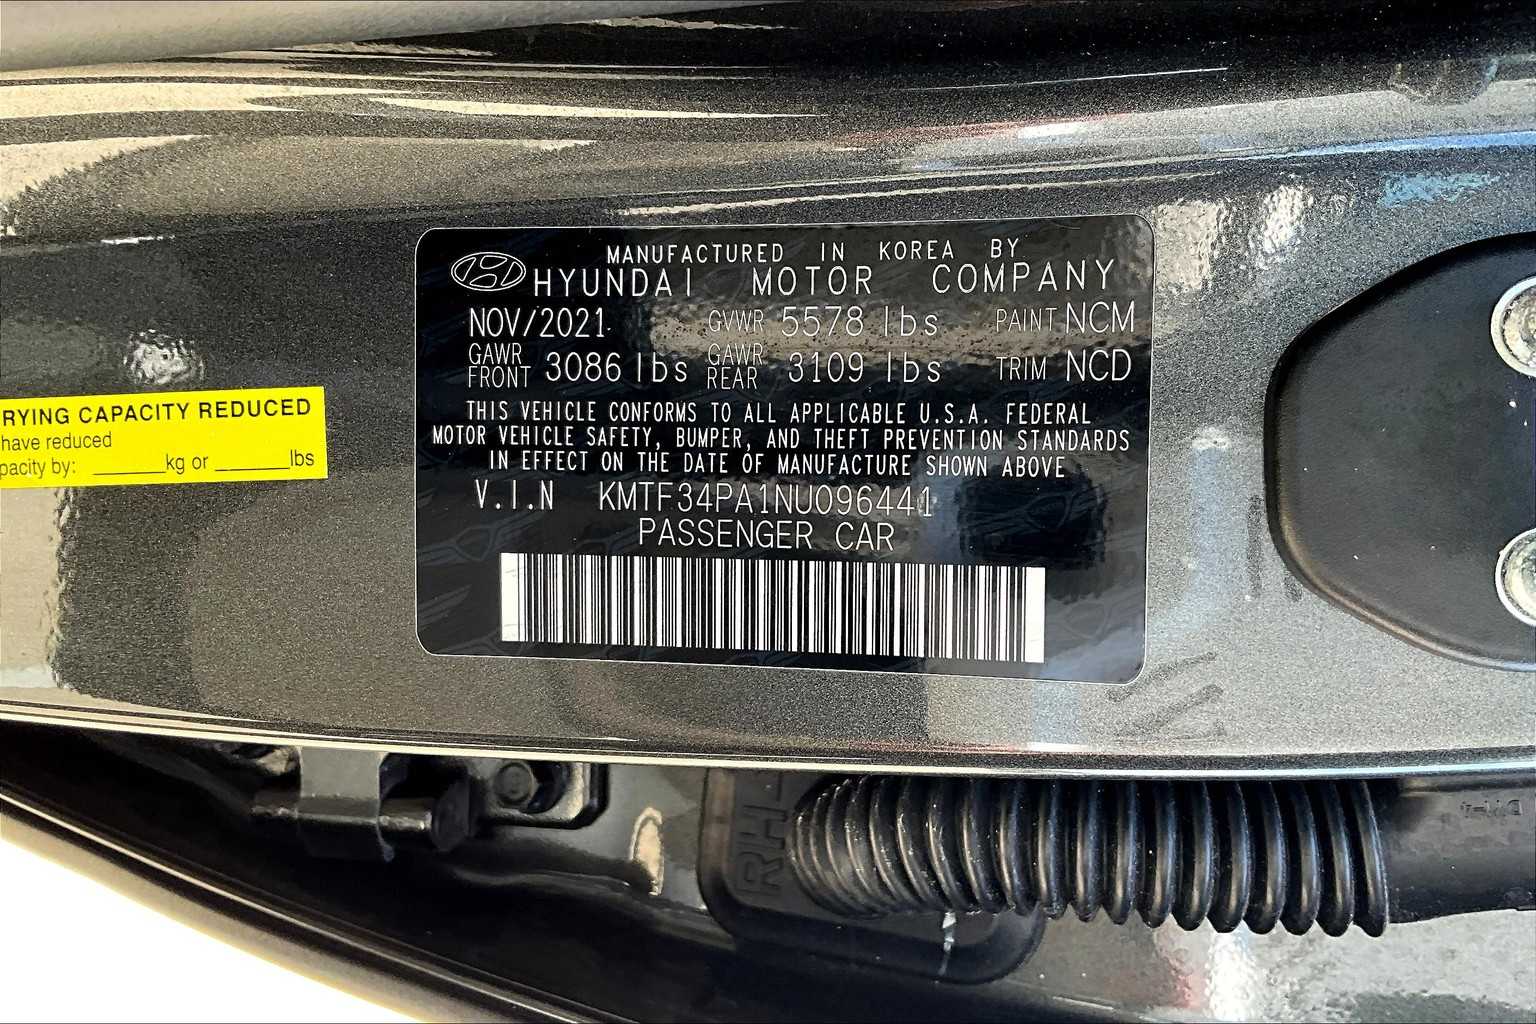 MANUFACTURED IN KOREA BY
HYUNDAI MOTOR COMPANY
NOV/2021 GVWR 5578 lbs PAINT NCM
GAWR FRONT 3086 lbs GAWR REAR 3109 lbs TRIM NCD
THIS VEHICLE CONFORMS TO ALL APPLICABLE U.S.A. FEDERAL
MOTOR VEHICLE SAFETY, BUMPER, AND THEFT PREVENTION STANDARDS
IN EFFECT ON THE DATE OF MANUFACTURE SHOWN ABOVE
V.I.N KMTF34PA1NU096441
PASSENGER CAR
RYING CAPACITY REDUCED
have reduced
pacity by: ______kg or ______lbs
RH